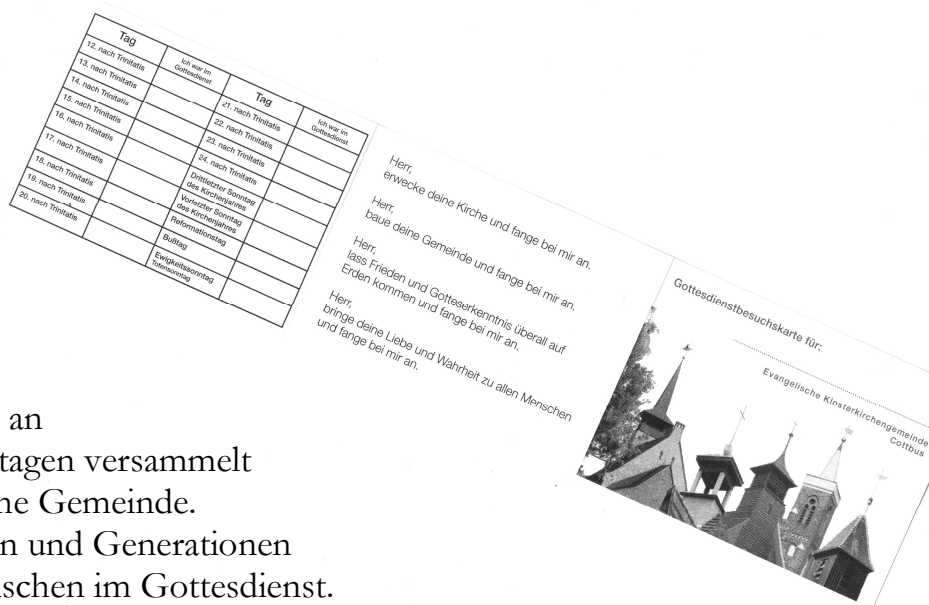 Tag
Ich war im
Gottesdienst
12. nach Trinitatis
13. nach Trinitatis
14. nach Trinitatis
15. nach Trinitatis
16. nach Trinitatis
17. nach Trinitatis
18. nach Trinitatis
19. nach Trinitatis
20. nach Trinitatis
Tag
Ich war im
Gottesdienst
21. nach Trinitatis
22. nach Trinitatis
23. nach Trinitatis
24. nach Trinitatis
Drittletzter Sonntag
des Kirchenjahres
Vorletzter Sonntag
des Kirchenjahres
Reformationstag
Bußtag
Ewigkeitssonntag
Totensonntag
Herr,
erwecke deine Kirche und fange bei mir an.
Herr,
baue deine Gemeinde und fange bei mir an.
Herr,
lass Frieden und Gotteserkenntnis überall auf
Erden kommen und fange bei mir an.
Herr,
bringe deine Liebe und Wahrheit zu allen Menschen
und fange bei mir an.
Gottesdienstbesuchskarte für:
Evangelische Klosterkirchengemeinde
Cottbus
an
tagen versammelt
ne Gemeinde.
n und Generationen
schen im Gottesdienst.